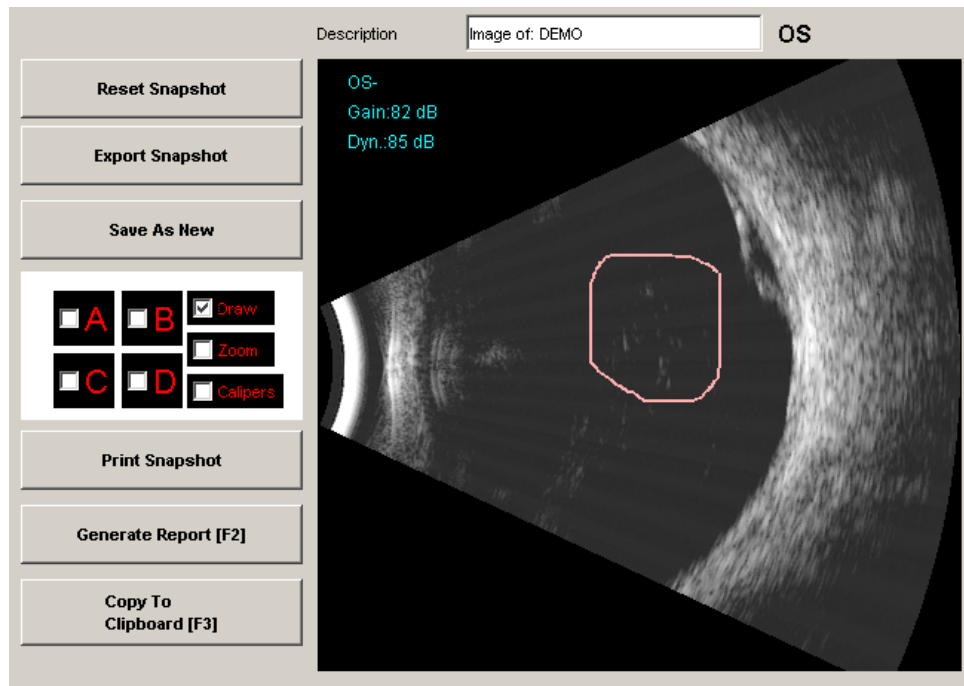 Description Image of: DEMO OS
Reset Snapshot
Export Snapshot
Save As New
A B Draw
Zoom
C D Calipers
Print Snapshot
Generate Report [F2]
Copy To
Clipboard [F3]
OS-
Gain:82 dB
Dyn.:85 dB